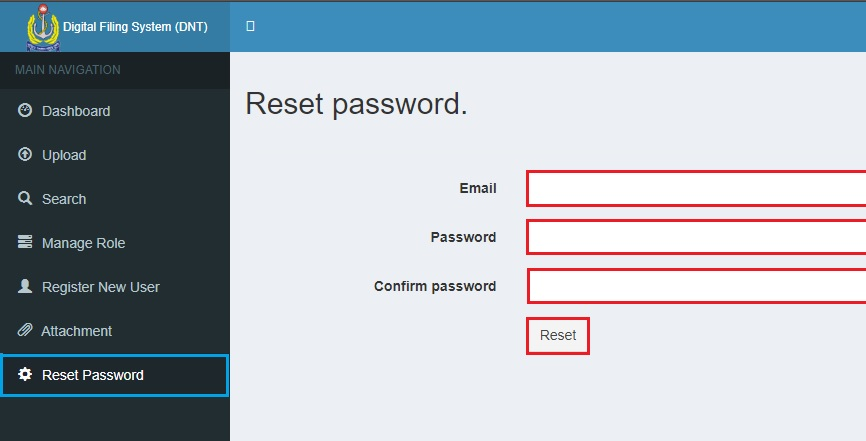 Digital Filing System (DNT)
MAIN NAVIGATION
Dashboard
Upload
Search
Manage Role
Register New User
Attachment
Reset Password
Reset password.
Email
Password
Confirm password
Reset